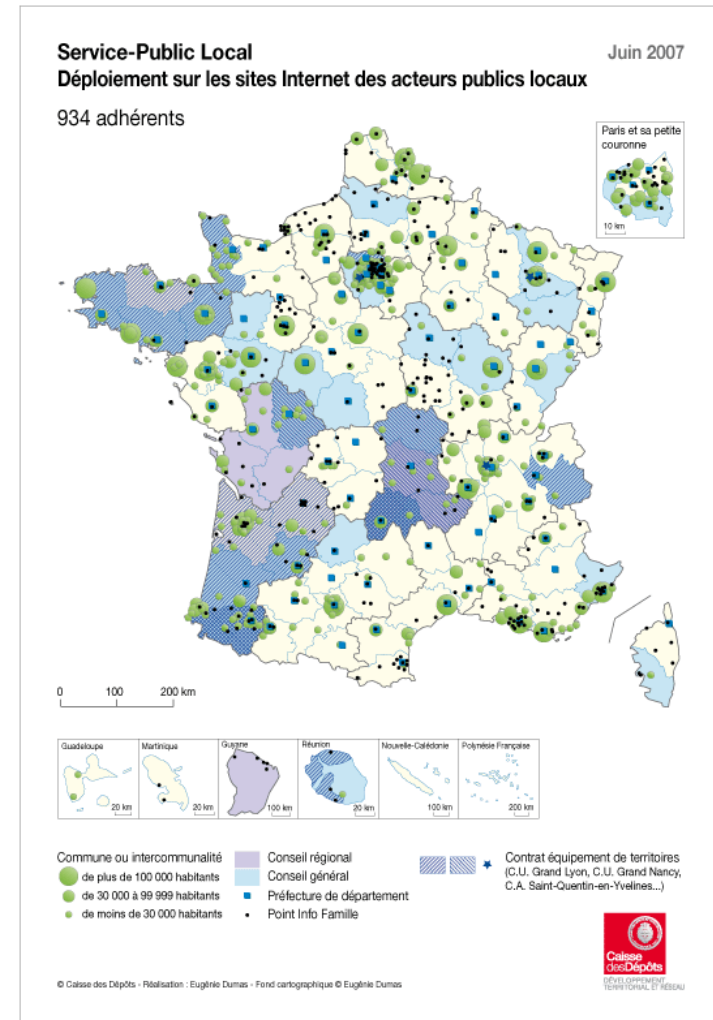 Service-Public Local
Juin 2007
Déploiement sur les sites Internet des acteurs publics locaux
934 adhérents
Paris et sa petite
couronne
10 km
0 100 200 km
Guadeloupe
20 km
Martinique
20 km
Guyane
100 km
Réunion
20 km
Nouvelle-Calédonie
100 km
Polynésie Française
200 km
Commune ou intercommunalité
de plus de 100 000 habitants
de 30 000 à 99 999 habitants
de moins de 30 000 habitants
Conseil régional
Conseil général
Préfecture de département
Point Info Famille
Contrat équipement de territoires
(C.U. Grand Lyon, C.U. Grand Nancy,
C.A. Saint-Quentin-en-Yvelines...)
Caisse
desDépôts
DÉVELOPPEMENT
TERRITORIAL ET RÉSEAU
© Caisse des Dépôts - Réalisation : Eugénie Dumas - Fond cartographique © Eugénie Dumas